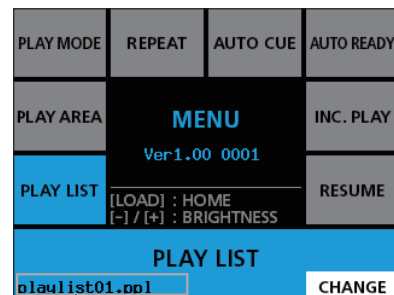 PLAY MODE
REPEAT
AUTO CUE
AUTO READY
PLAY AREA
MENU
Ver1.00 0001
INC. PLAY
PLAY LIST
[LOAD] : HOME
[–] / [+] : BRIGHTNESS
RESUME
PLAY LIST
playlist01.ppl
CHANGE